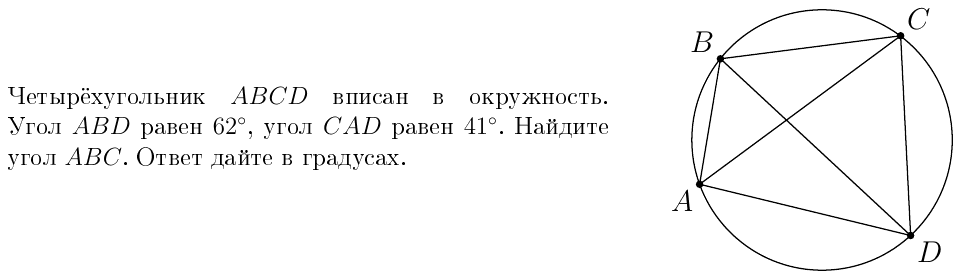 Четырёхугольник ABCD вписан в окружность.
Угол ABD равен 62°, угол CAD равен 41°. Найдите
угол ABC. Ответ дайте в градусах.
C
B
A
D